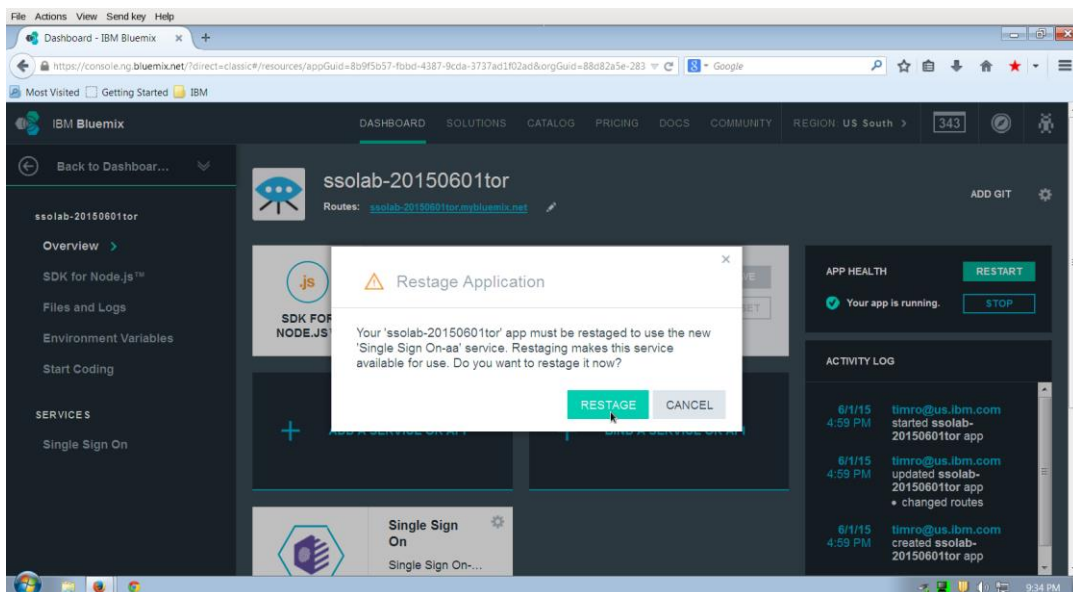 File Actions View Send key Help
Dashboard - IBM Bluemix
https://console.ng.bluemix.net/?direct=classic#/resources/appGuid=8b9f5b57-fbbd-4387-9cda-3737ad1f02ad&orgGuid=88d82a5e-283
Google
Most Visited Getting Started IBM
IBM Bluemix
DASHBOARD SOLUTIONS CATALOG PRICING DOCS COMMUNITY REGION: US South >
343
Back to Dashboar...
ssolab-20150601tor
Overview >
SDK for Node.js™
Files and Logs
Environment Variables
Start Coding
SERVICES
Single Sign On
ssolab-20150601tor
Routes: ssolab-20150601tor.mybluemix.net
ADD GIT
.js
SDK FOR
NODE.JS
Restage Application
Your 'ssolab-20150601tor' app must be restaged to use the new
'Single Sign On-aa' service. Restaging makes this service
available for use. Do you want to restage it now?
RESTAGE CANCEL
+ ADD A SERVICE OR API
BIND A SERVICE OR API
Single Sign
On
Single Sign On-...
APP HEALTH
RESTART
Your app is running.
STOP
ACTIVITY LOG
6/1/15 timro@us.ibm.com
4:59 PM started ssolab-
20150601tor app
6/1/15 timro@us.ibm.com
4:59 PM updated ssolab-
20150601tor app
• changed routes
6/1/15 timro@us.ibm.com
4:59 PM created ssolab-
20150601tor app
9:34 PM